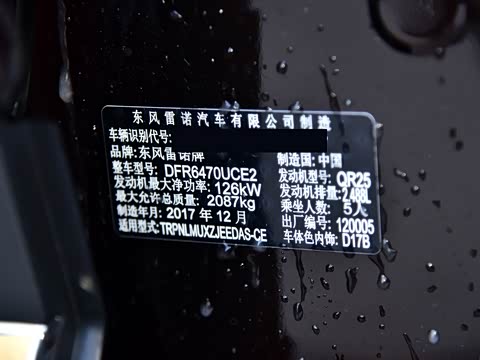 东风雷诺汽车有限公司制造
车辆识别代号:
品牌:东风雷诺牌 制造国:中国
整车型号:DFR6470UCE2 发动机型号:QR25
发动机最大净功率:126kW 发动机排量:2.488L
最大允许总质量:2087kg 乘坐人数:5人
制造年月:2017年12月 出厂编号:120005
适用型式:TRPNLMUXZJEEDAS-CE 车体色内饰:D17B